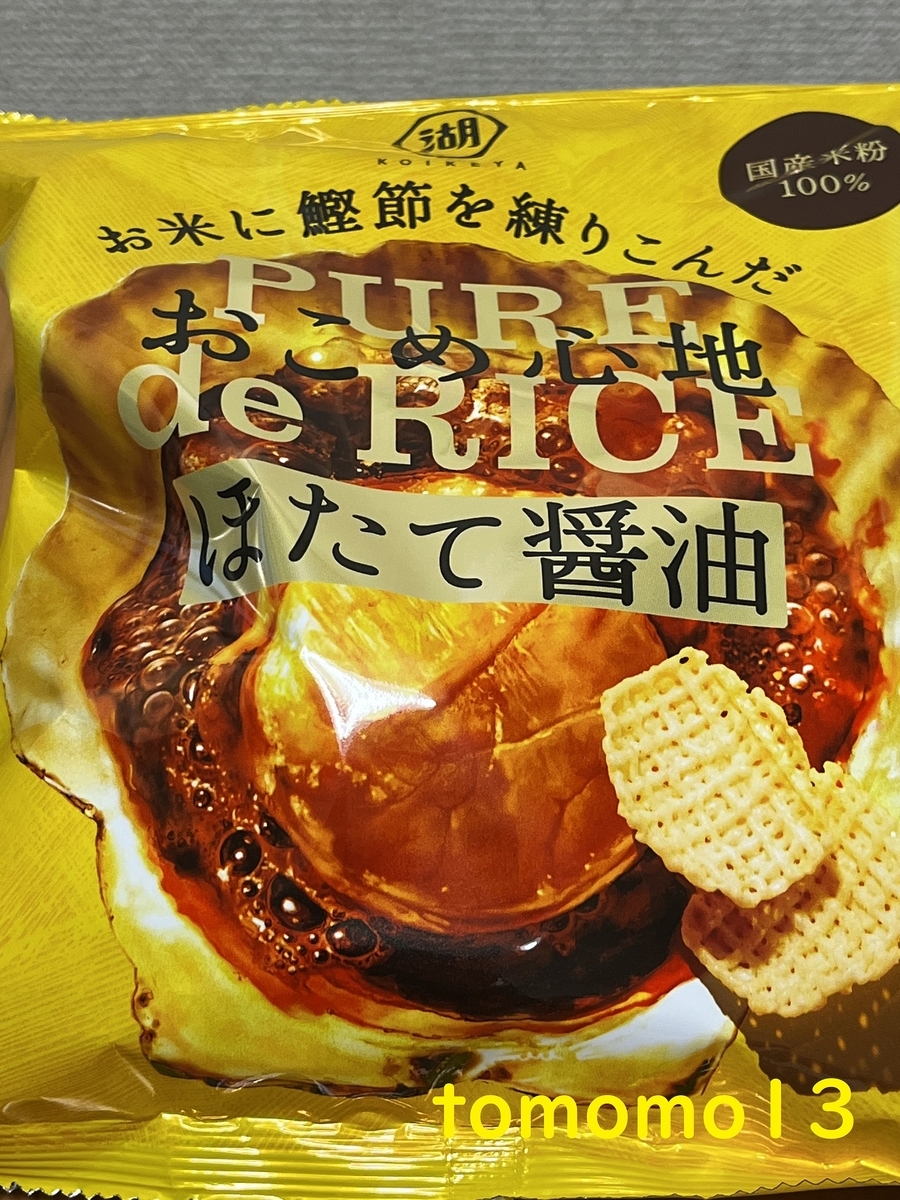 湖
KOIKEYA
国産米粉
100%
お米に鰹節を練りこんだ
PURE
おこめ心地
de RICE
ほたて醤油
tomomo13